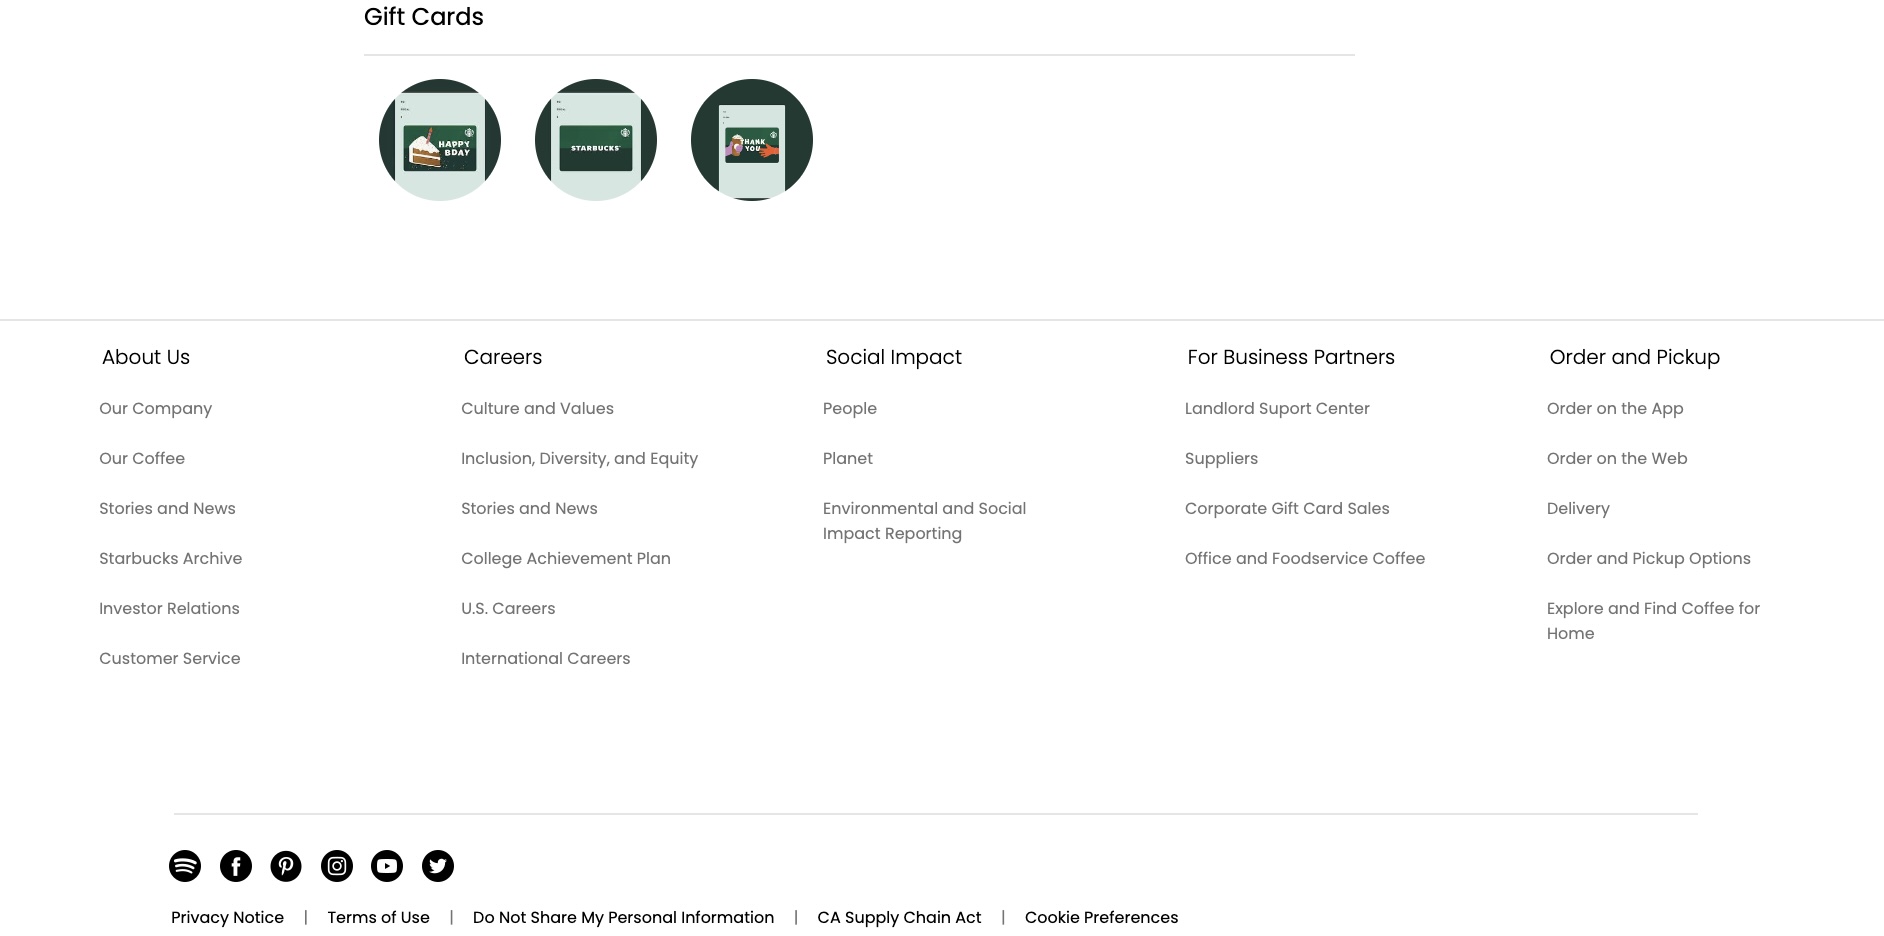 Gift Cards
HAPPY
BDAY
STARBUCKS
THANK
YOU
About Us
Our Company
Our Coffee
Stories and News
Starbucks Archive
Investor Relations
Customer Service
Careers
Culture and Values
Inclusion, Diversity, and Equity
Stories and News
College Achievement Plan
U.S. Careers
International Careers
Social Impact
People
Planet
Environmental and Social
Impact Reporting
For Business Partners
Landlord Suport Center
Suppliers
Corporate Gift Card Sales
Office and Foodservice Coffee
Order and Pickup
Order on the App
Order on the Web
Delivery
Order and Pickup Options
Explore and Find Coffee for
Home
Privacy Notice | Terms of Use | Do Not Share My Personal Information | CA Supply Chain Act | Cookie Preferences